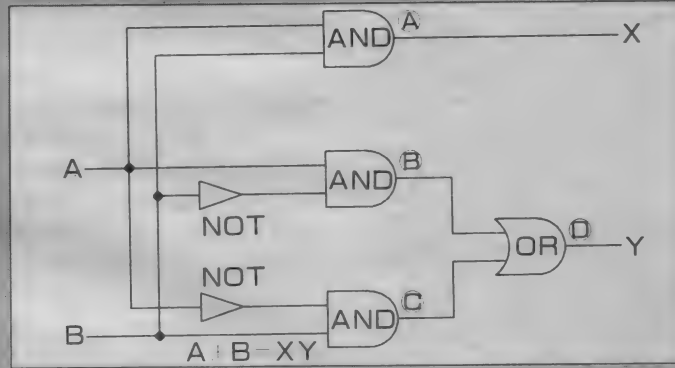 AND Ⓐ X
A AND Ⓑ
NOT
OR Ⓓ Y
NOT
AND Ⓒ
B
A+B=XY